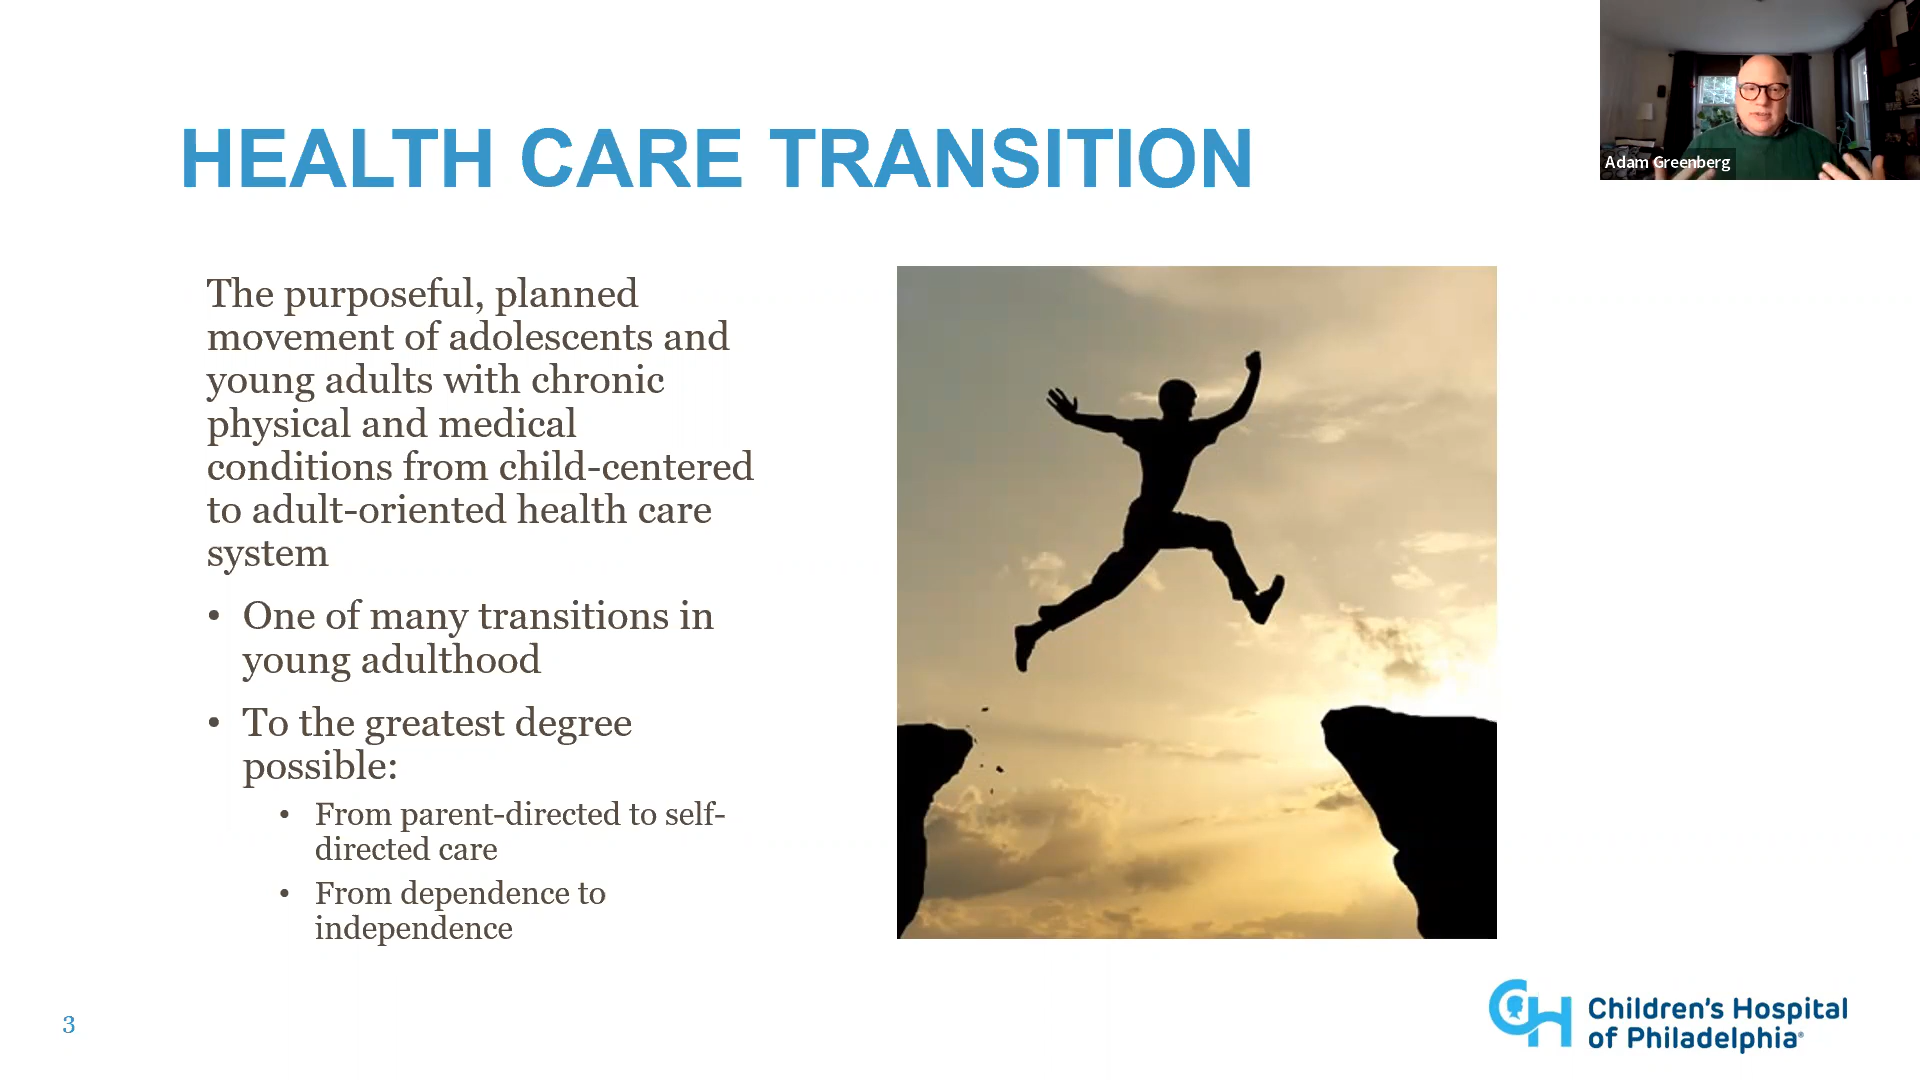 HEALTH CARE TRANSITION
Adam Greenberg
The purposeful, planned
movement of adolescents and
young adults with chronic
physical and medical
conditions from child-centered
to adult-oriented health care
system
• One of many transitions in
young adulthood
• To the greatest degree
possible:
• From parent-directed to self-
directed care
• From dependence to
independence
3
CH
Children's Hospital
of Philadelphia®